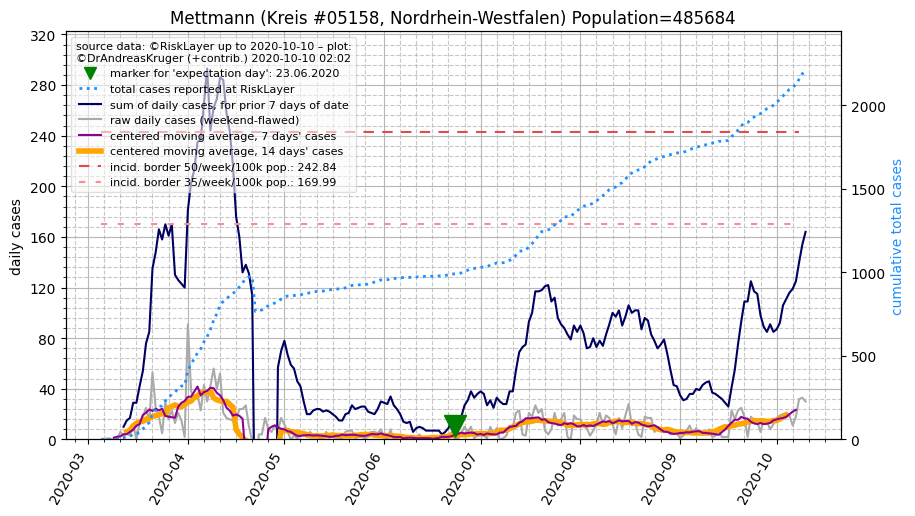 Mettmann (Kreis #05158, Nordrhein-Westfalen) Population=485684
source data: ©RiskLayer up to 2020-10-10 – plot:
©DrAndreasKruger (+contrib.) 2020-10-10 02:02
marker for 'expectation day': 23.06.2020
total cases reported at RiskLayer
sum of daily cases, for prior 7 days of date
raw daily cases (weekend-flawed)
centered moving average, 7 days' cases
centered moving average, 14 days' cases
incid. border 50/week/100k pop.: 242.84
incid. border 35/week/100k pop.: 169.99
daily cases
320
280
240
200
160
120
80
40
0
2020-03
2020-04
2020-05
2020-06
2020-07
2020-08
2020-09
2020-10
2000
1500
1000
500
0
cumulative total cases